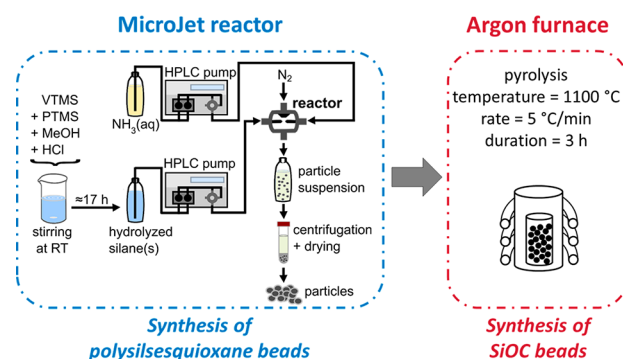 MicroJet reactor
VTMS
+ PTMS
+ MeOH
+ HCl
stirring
at RT
≈17 h
NH3(aq)
HPLC pump
hydrolyzed
silane(s)
HPLC pump
N2
reactor
particle
suspension
centrifugation
+ drying
particles
Synthesis of
polysilsesquioxane beads
Argon furnace
pyrolysis
temperature = 1100 °C
rate = 5 °C/min
duration = 3 h
Synthesis of
SiOC beads